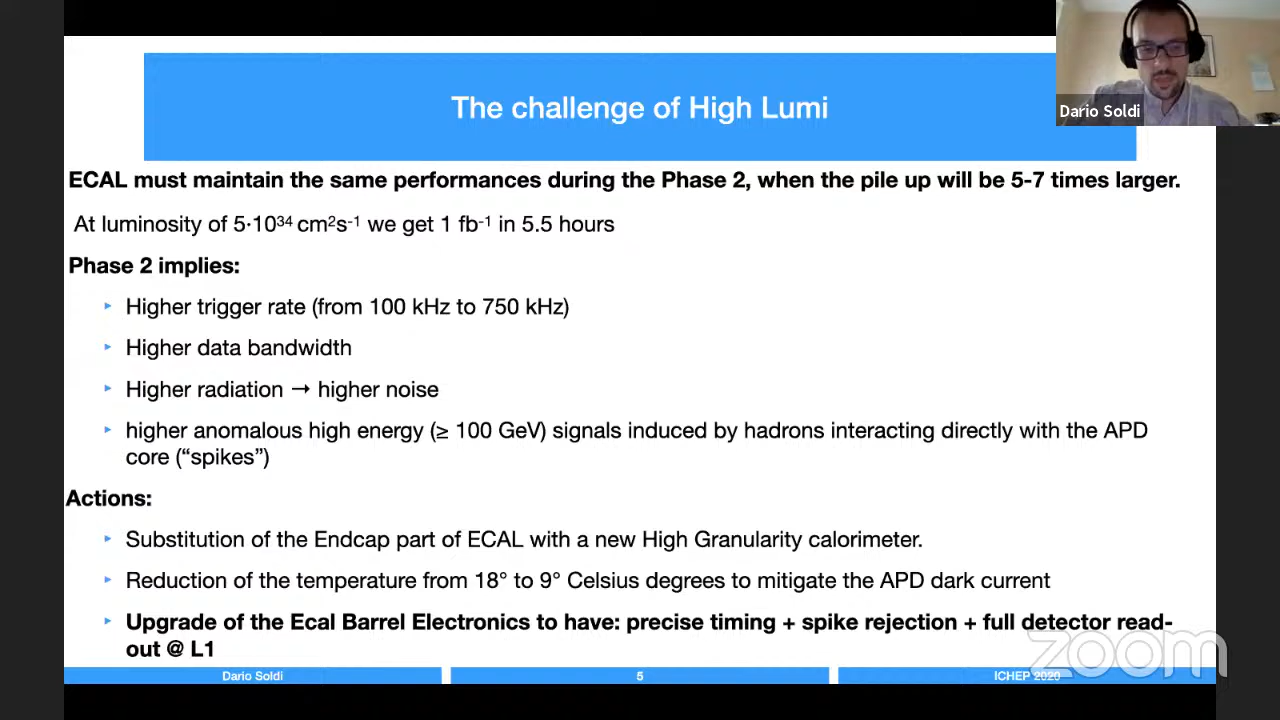 Dario Soldi
The challenge of High Lumi
ECAL must maintain the same performances during the Phase 2, when the pile up will be 5-7 times larger.
At luminosity of 5·10³⁴ cm²s⁻¹ we get 1 fb⁻¹ in 5.5 hours
Phase 2 implies:
‣ Higher trigger rate (from 100 kHz to 750 kHz)
‣ Higher data bandwidth
‣ Higher radiation → higher noise
‣ higher anomalous high energy (≥ 100 GeV) signals induced by hadrons interacting directly with the APD
core (“spikes”)
Actions:
‣ Substitution of the Endcap part of ECAL with a new High Granularity calorimeter.
‣ Reduction of the temperature from 18° to 9° Celsius degrees to mitigate the APD dark current
‣ Upgrade of the Ecal Barrel Electronics to have: precise timing + spike rejection + full detector read-
out @ L1
zoom
Dario Soldi
5
ICHEP 2020